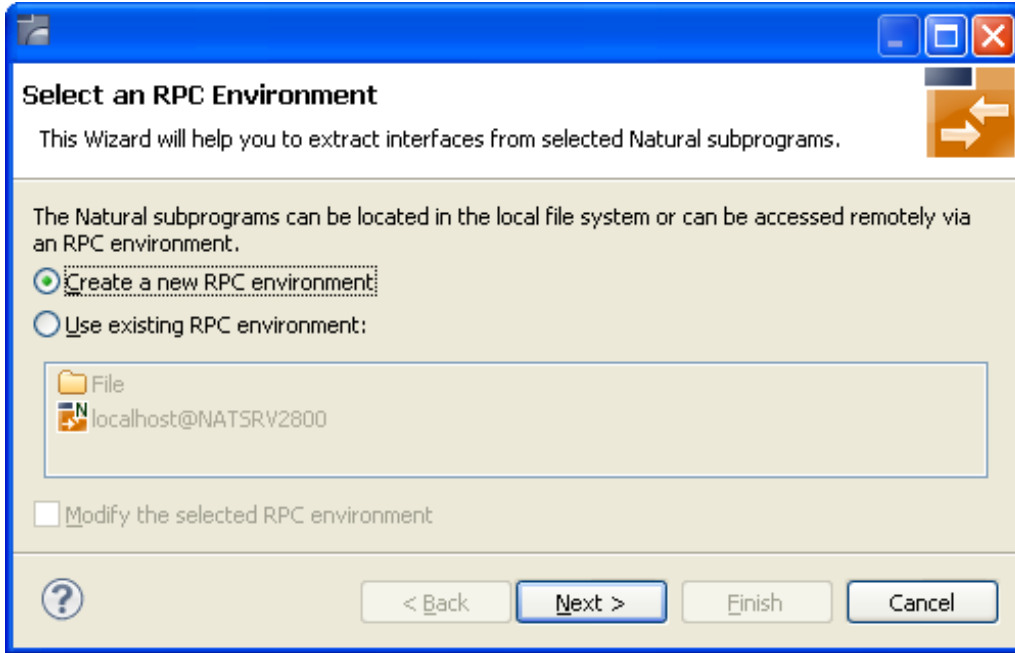 Select an RPC Environment
This Wizard will help you to extract interfaces from selected Natural subprograms.
The Natural subprograms can be located in the local file system or can be accessed remotely via
an RPC environment.
Create a new RPC environment
Use existing RPC environment:
File
N
localhost@NATSRV2800
Modify the selected RPC environment
? < Back Next > Finish Cancel